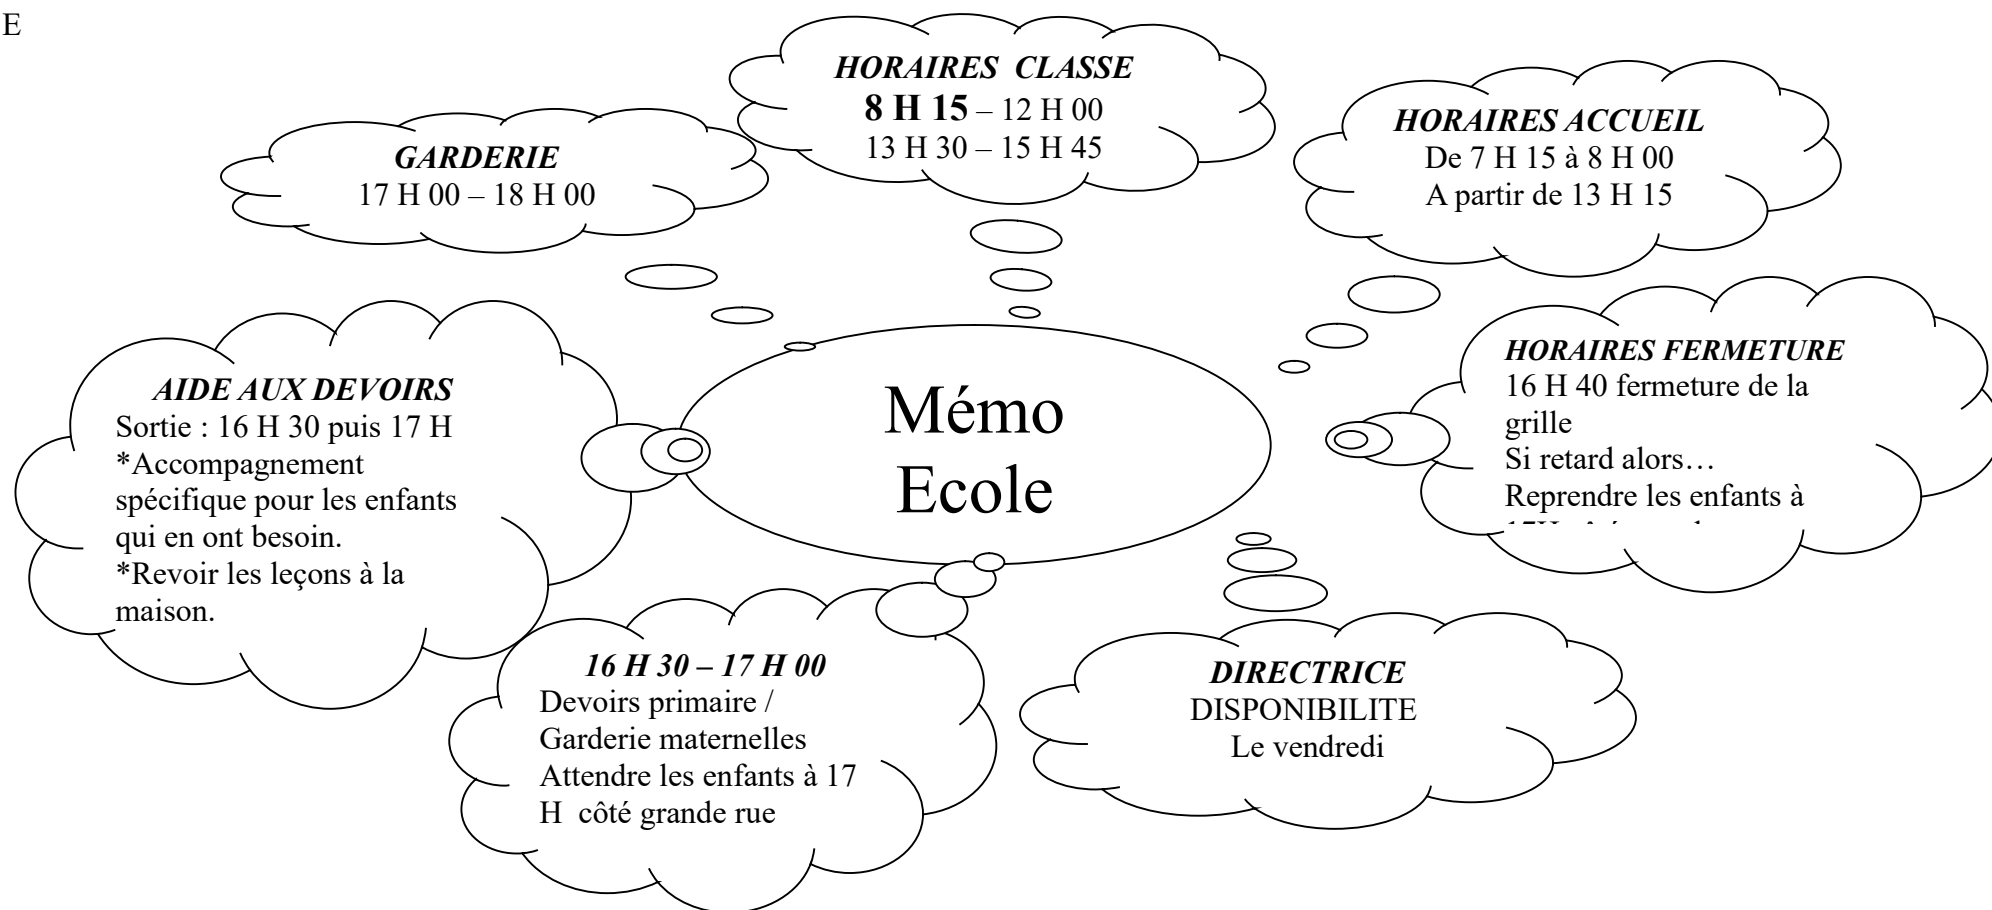 E
HORAIRES CLASSE
8 H 15 – 12 H 00
13 H 30 – 15 H 45
HORAIRES ACCUEIL
De 7 H 15 à 8 H 00
A partir de 13 H 15
GARDERIE
17 H 00 – 18 H 00
HORAIRES FERMETURE
16 H 40 fermeture de la
grille
Si retard alors…
Reprendre les enfants à
AIDE AUX DEVOIRS
Sortie : 16 H 30 puis 17 H
*Accompagnement
spécifique pour les enfants
qui en ont besoin.
*Revoir les leçons à la
maison.
Mémo
Ecole
16 H 30 – 17 H 00
Devoirs primaire /
Garderie maternelles
Attendre les enfants à 17
H côté grande rue
DIRECTRICE
DISPONIBILITE
Le vendredi